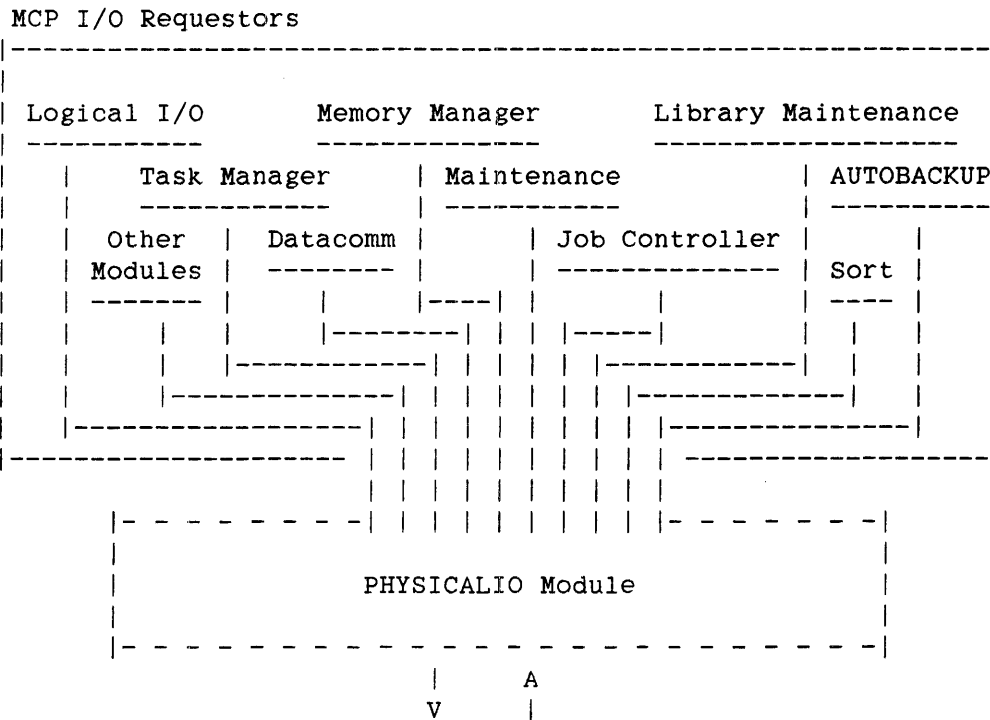 MCP I/O Requestors
Logical I/O Memory Manager Library Maintenance
Task Manager Maintenance AUTOBACKUP
Other Datacomm Job Controller
Modules Sort
PHYSICALIO Module
A
V